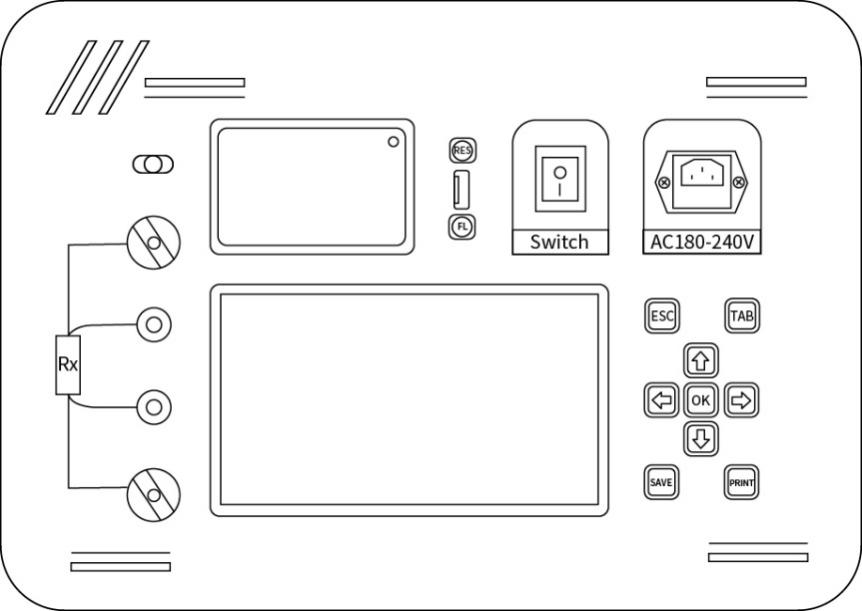 RES
FL
Switch
AC180-240V
Rx
ESC
TAB
OK
SAVE
PRINT